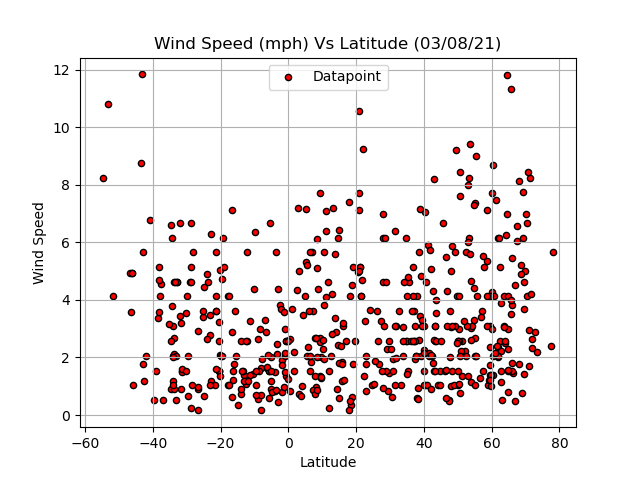 Wind Speed (mph) Vs Latitude (03/08/21)
Datapoint
12
10
8
6
4
2
0
Wind Speed
−60 −40 −20 0 20 40 60 80
Latitude